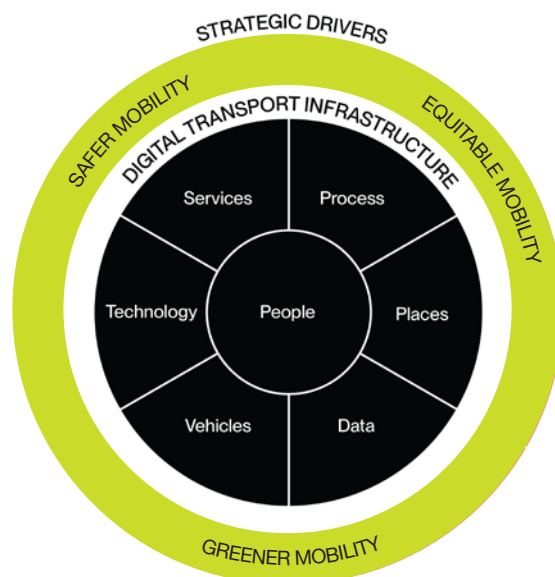 STRATEGIC DRIVERS
SAFER MOBILITY
EQUITABLE MOBILITY
DIGITAL TRANSPORT INFRASTRUCTURE
Services
Process
Technology
People
Places
Vehicles
Data
GREENER MOBILITY